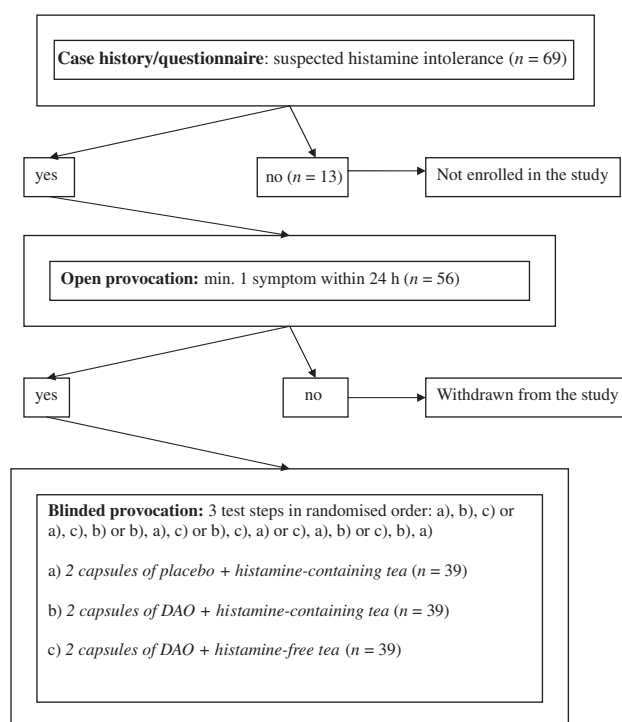 Case history/questionnaire: suspected histamine intolerance (n = 69)
yes
no (n = 13)
Not enrolled in the study
Open provocation: min. 1 symptom within 24 h (n = 56)
yes
no
Withdrawn from the study
Blinded provocation: 3 test steps in randomised order: a), b), c) or
a), c), b) or b), a), c) or b), c), a) or c), a), b) or c), b), a)
a) 2 capsules of placebo + histamine-containing tea (n = 39)
b) 2 capsules of DAO + histamine-containing tea (n = 39)
c) 2 capsules of DAO + histamine-free tea (n = 39)